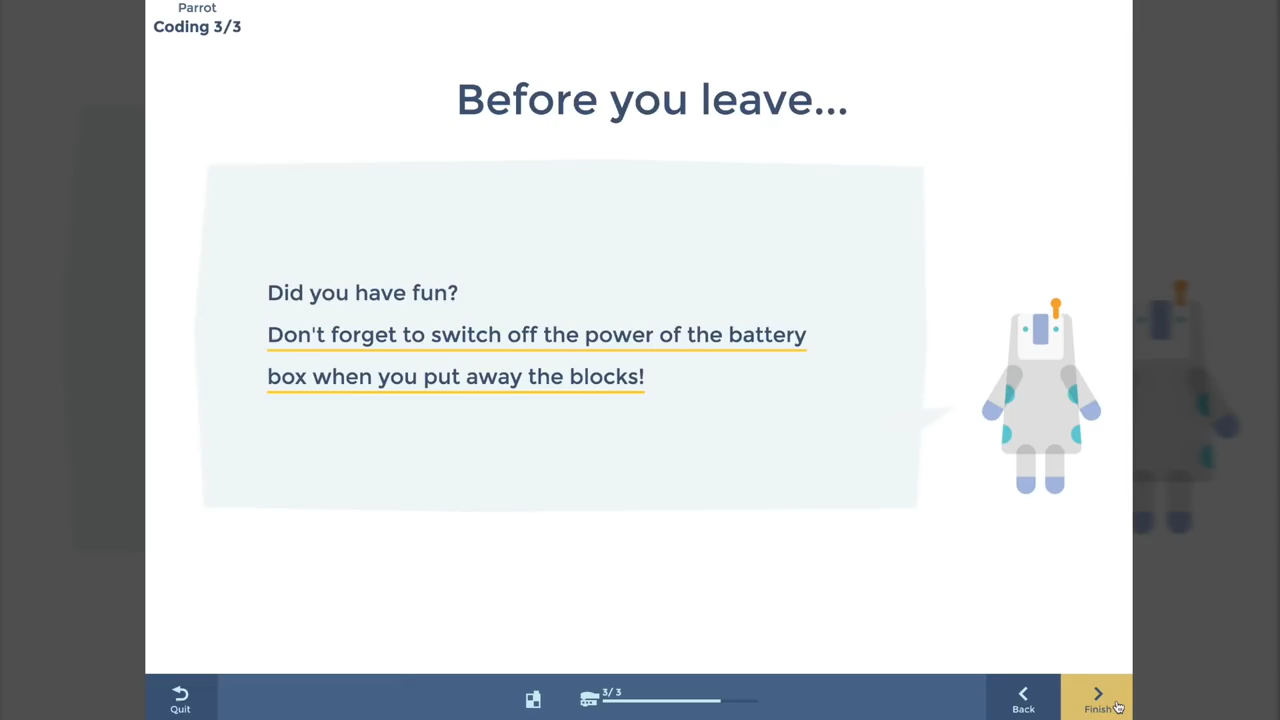 Parrot
Coding 3/3
Before you leave...
Did you have fun?
Don't forget to switch off the power of the battery
box when you put away the blocks!
Quit
3/3
Back
Finish